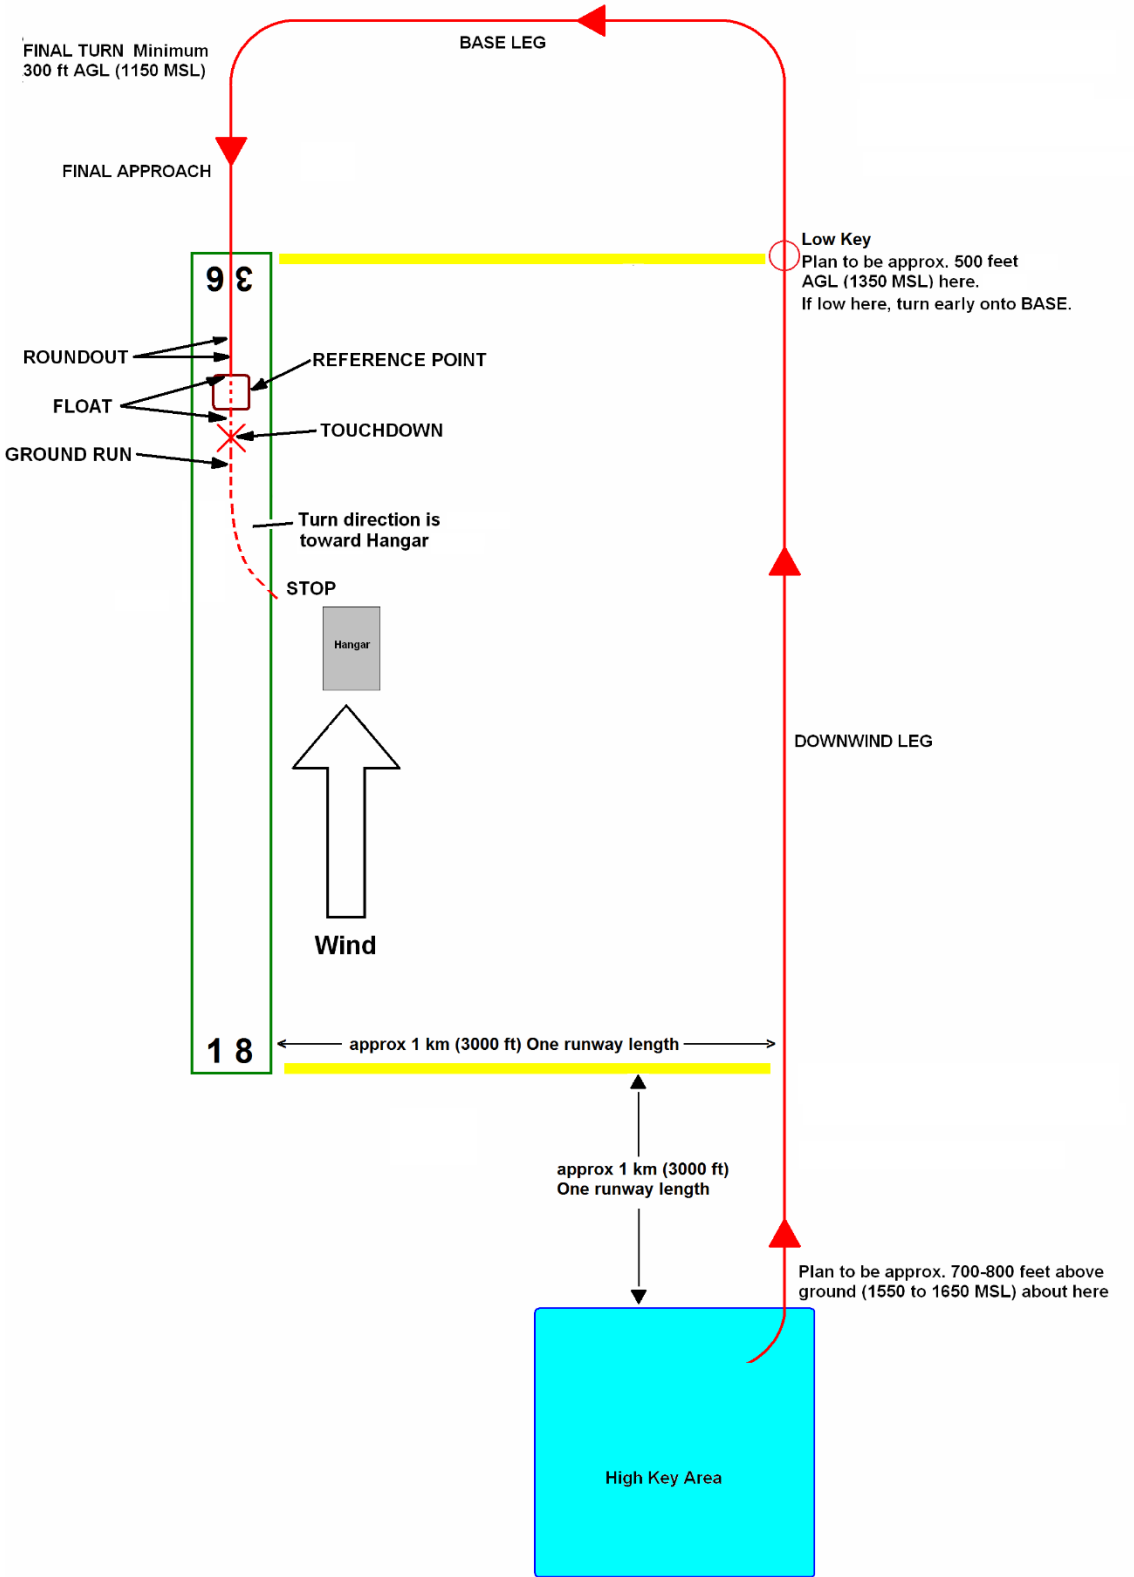 BASE LEG
FINAL TURN Minimum
300 ft AGL (1150 MSL)
FINAL APPROACH
Low Key
Plan to be approx. 500 feet
AGL (1350 MSL) here.
If low here, turn early onto BASE.
36
ROUNDOUT
REFERENCE POINT
FLOAT
TOUCHDOWN
GROUND RUN
Turn direction is
toward Hangar
STOP
Hangar
DOWNWIND LEG
Wind
18
approx 1 km (3000 ft) One runway length
approx 1 km (3000 ft)
One runway length
Plan to be approx. 700-800 feet above
ground (1550 to 1650 MSL) about here
High Key Area